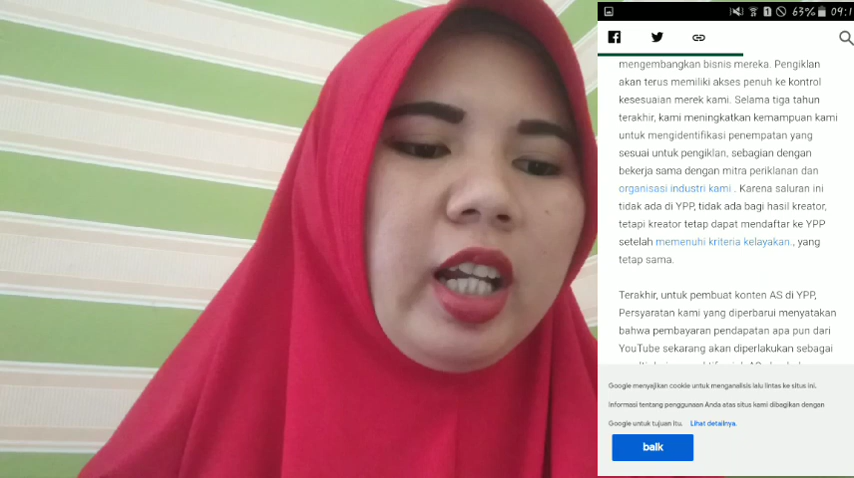 63% 09:1
mengembangkan bisnis mereka. Pengiklan
akan terus memiliki akses penuh ke kontrol
kesesuaian merek kami. Selama tiga tahun
terakhir, kami meningkatkan kemampuan kami
untuk mengidentifikasi penempatan yang
sesuai untuk pengiklan, sebagian dengan
bekerja sama dengan mitra periklanan dan
organisasi industri kami . Karena saluran ini
tidak ada di YPP, tidak ada bagi hasil kreator,
tetapi kreator tetap dapat mendaftar ke YPP
setelah memenuhi kriteria kelayakan., yang
tetap sama.
Terakhir, untuk pembuat konten AS di YPP,
Persyaratan kami yang diperbarui menyatakan
bahwa pembayaran pendapatan apa pun dari
YouTube sekarang akan diperlakukan sebagai
Google menyajikan cookie untuk menganalisis lalu lintas ke situs ini.
Informasi tentang penggunaan Anda atas situs kami dibagikan dengan
Google untuk tujuan itu. Lihat detailnya.
baik